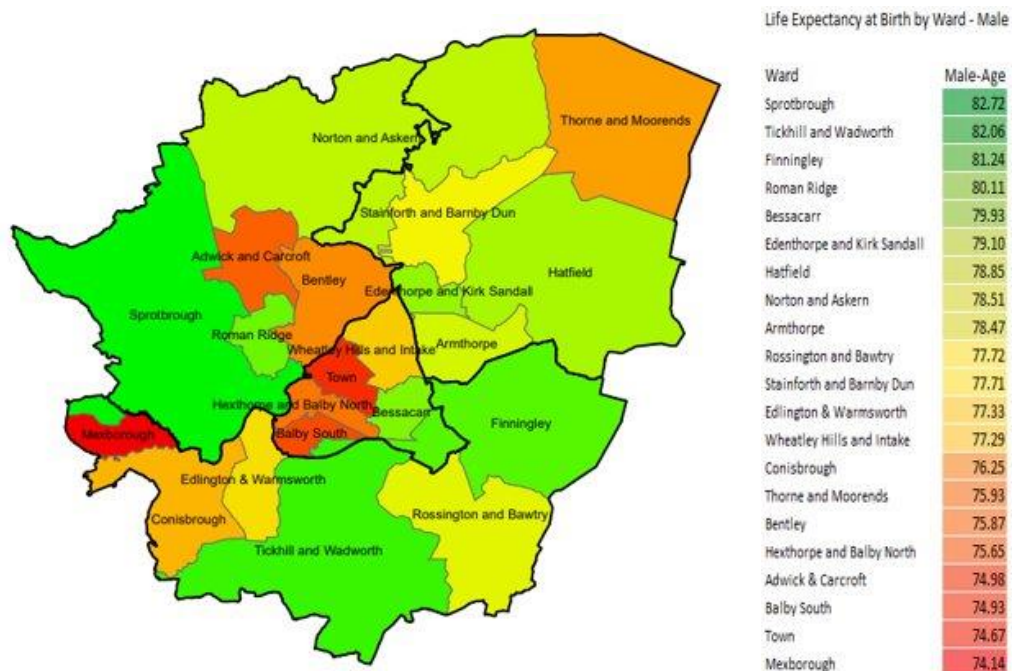 Life Expectancy at Birth by Ward - Male
Ward Male-Age
Sprotbrough 82.72
Tickhill and Wadworth 82.06
Finningley 81.24
Roman Ridge 80.11
Bessacarr 79.93
Edenthorpe and Kirk Sandall 79.10
Hatfield 78.85
Norton and Askern 78.51
Armthorpe 78.47
Rossington and Bawtry 77.72
Stainforth and Barnby Dun 77.71
Edlington & Warmsworth 77.33
Wheatley Hills and Intake 77.29
Conisbrough 76.25
Thorne and Moorends 75.93
Bentley 75.87
Hexthorpe and Balby North 75.65
Adwick & Carcroft 74.98
Balby South 74.93
Town 74.67
Mexborough 74.14
Thorne and Moorends
Norton and Askern
Stainforth and Barnby Dun
Adwick and Carcroft
Bentley
Hatfield
Edenthorpe and Kirk Sandall
Sprotbrough
Roman Ridge
Armthorpe
Wheatley Hills and Intake
Town
Hexthorpe and Balby North
Bessacarr
Finningley
Mexborough
Balby South
Edlington & Warmsworth
Rossington and Bawtry
Conisbrough
Tickhill and Wadworth